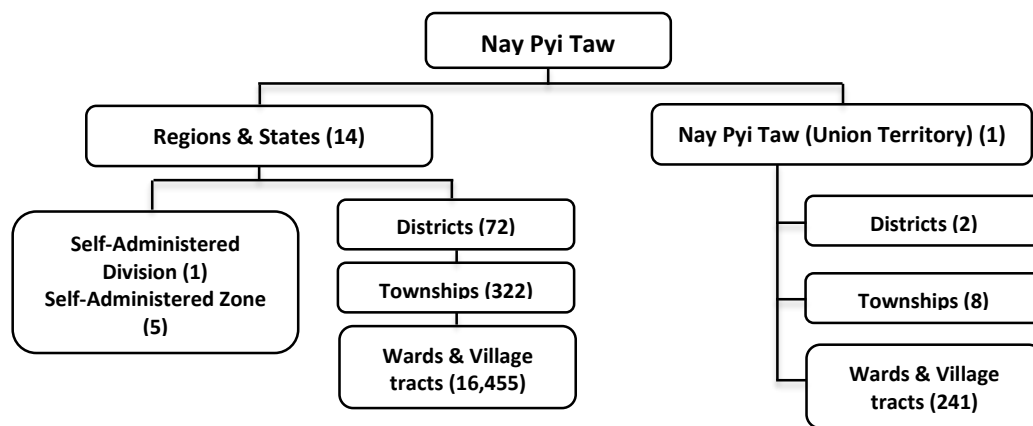 Nay Pyi Taw
Regions & States (14)
Nay Pyi Taw (Union Territory) (1)
Self-Administered
Division (1)
Self-Administered Zone
(5)
Districts (72)
Townships (322)
Wards & Village
tracts (16,455)
Districts (2)
Townships (8)
Wards & Village
tracts (241)